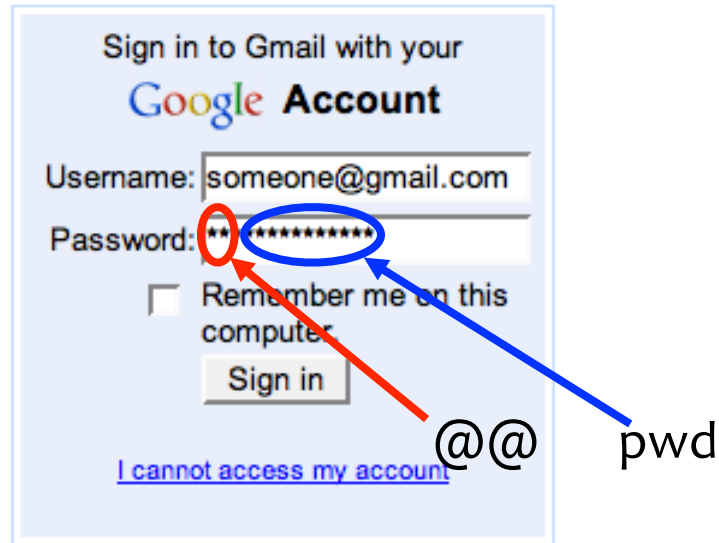 Sign in to Gmail with your
Google Account
Username: someone@gmail.com
Password: ***************
Remember me on this
computer.
Sign in
@@ pwd
I cannot access my account